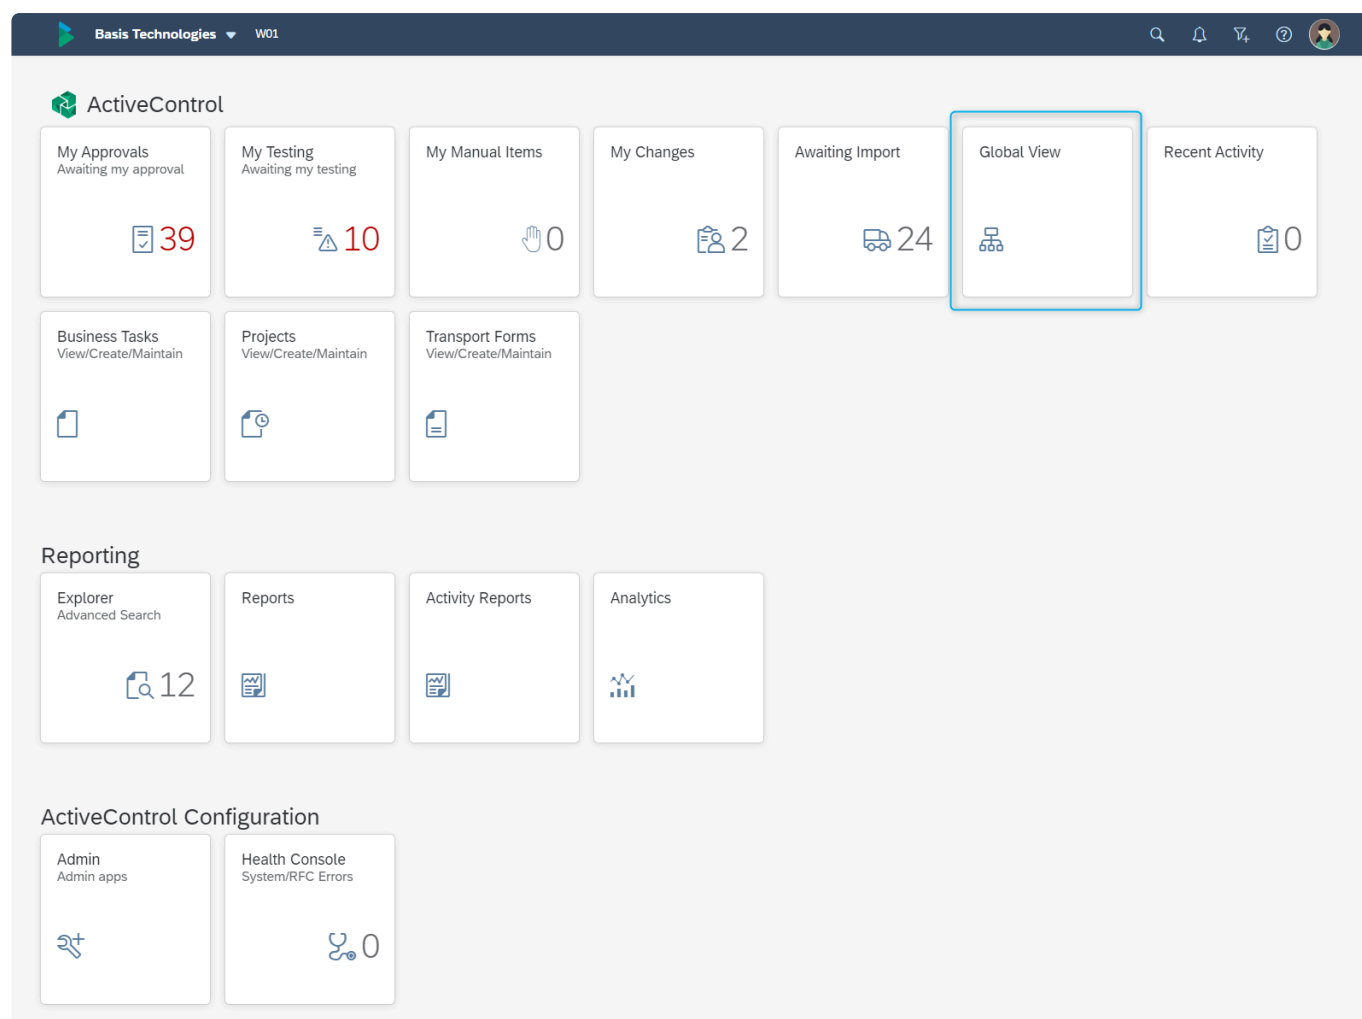 Basis Technologies W01
ActiveControl
My Approvals
Awaiting my approval
39
My Testing
Awaiting my testing
10
My Manual Items
0
My Changes
2
Awaiting Import
24
Global View
Recent Activity
0
Business Tasks
View/Create/Maintain
Projects
View/Create/Maintain
Transport Forms
View/Create/Maintain
Reporting
Explorer
Advanced Search
12
Reports
Activity Reports
Analytics
ActiveControl Configuration
Admin
Admin apps
Health Console
System/RFC Errors
0